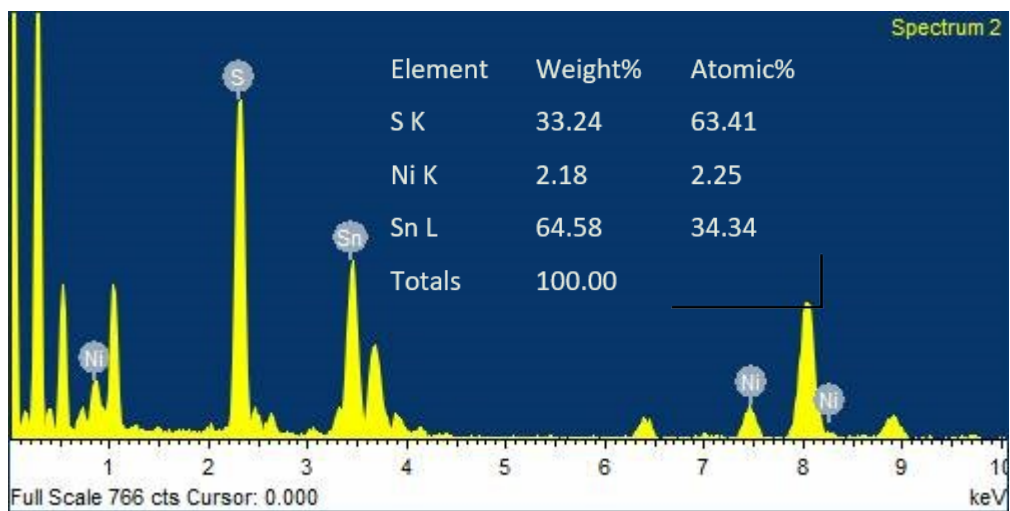 Spectrum 2
Element Weight% Atomic%
S K 33.24 63.41
Ni K 2.18 2.25
Sn L 64.58 34.34
Totals 100.00
S
Sn
Ni
Ni
Ni
1 2 3 4 5 6 7 8 9 10
Full Scale 766 cts Cursor: 0.000 keV